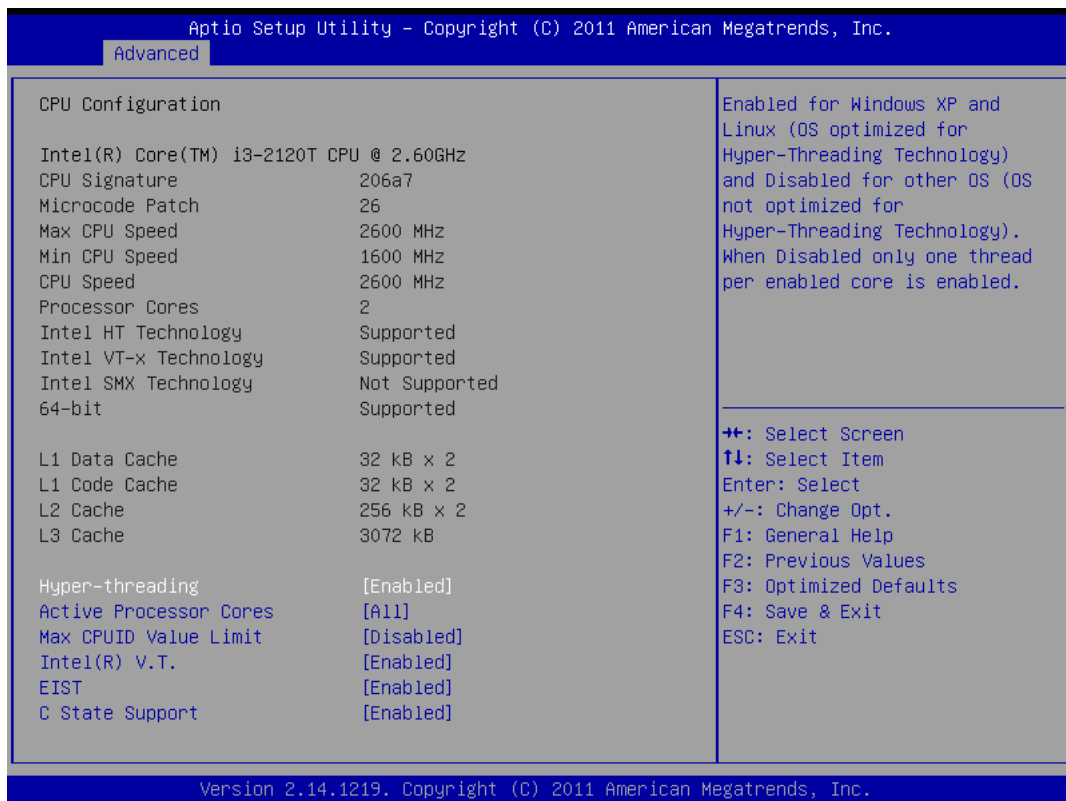 Aptio Setup Utility – Copyright (C) 2011 American Megatrends, Inc.
Advanced
CPU Configuration
Intel(R) Core(TM) i3-2120T CPU @ 2.60GHz
CPU Signature 206a7
Microcode Patch 26
Max CPU Speed 2600 MHz
Min CPU Speed 1600 MHz
CPU Speed 2600 MHz
Processor Cores 2
Intel HT Technology Supported
Intel VT-x Technology Supported
Intel SMX Technology Not Supported
64-bit Supported
L1 Data Cache 32 kB x 2
L1 Code Cache 32 kB x 2
L2 Cache 256 kB x 2
L3 Cache 3072 kB
Hyper-threading [Enabled]
Active Processor Cores [All]
Max CPUID Value Limit [Disabled]
Intel(R) V.T. [Enabled]
EIST [Enabled]
C State Support [Enabled]
Enabled for Windows XP and
Linux (OS optimized for
Hyper-Threading Technology)
and Disabled for other OS (OS
not optimized for
Hyper-Threading Technology).
When Disabled only one thread
per enabled core is enabled.
→←: Select Screen
↑↓: Select Item
Enter: Select
+/-: Change Opt.
F1: General Help
F2: Previous Values
F3: Optimized Defaults
F4: Save & Exit
ESC: Exit
Version 2.14.1219. Copyright (C) 2011 American Megatrends, Inc.